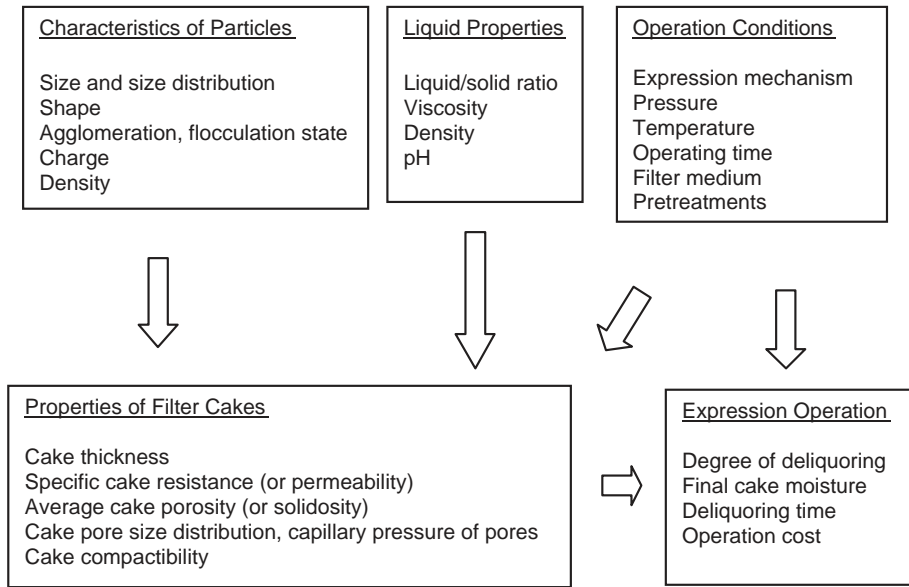 Characteristics of Particles
Size and size distribution
Shape
Agglomeration, flocculation state
Charge
Density
Liquid Properties
Liquid/solid ratio
Viscosity
Density
pH
Operation Conditions
Expression mechanism
Pressure
Temperature
Operating time
Filter medium
Pretreatments
Properties of Filter Cakes
Cake thickness
Specific cake resistance (or permeability)
Average cake porosity (or solidosity)
Cake pore size distribution, capillary pressure of pores
Cake compactibility
Expression Operation
Degree of deliquoring
Final cake moisture
Deliquoring time
Operation cost